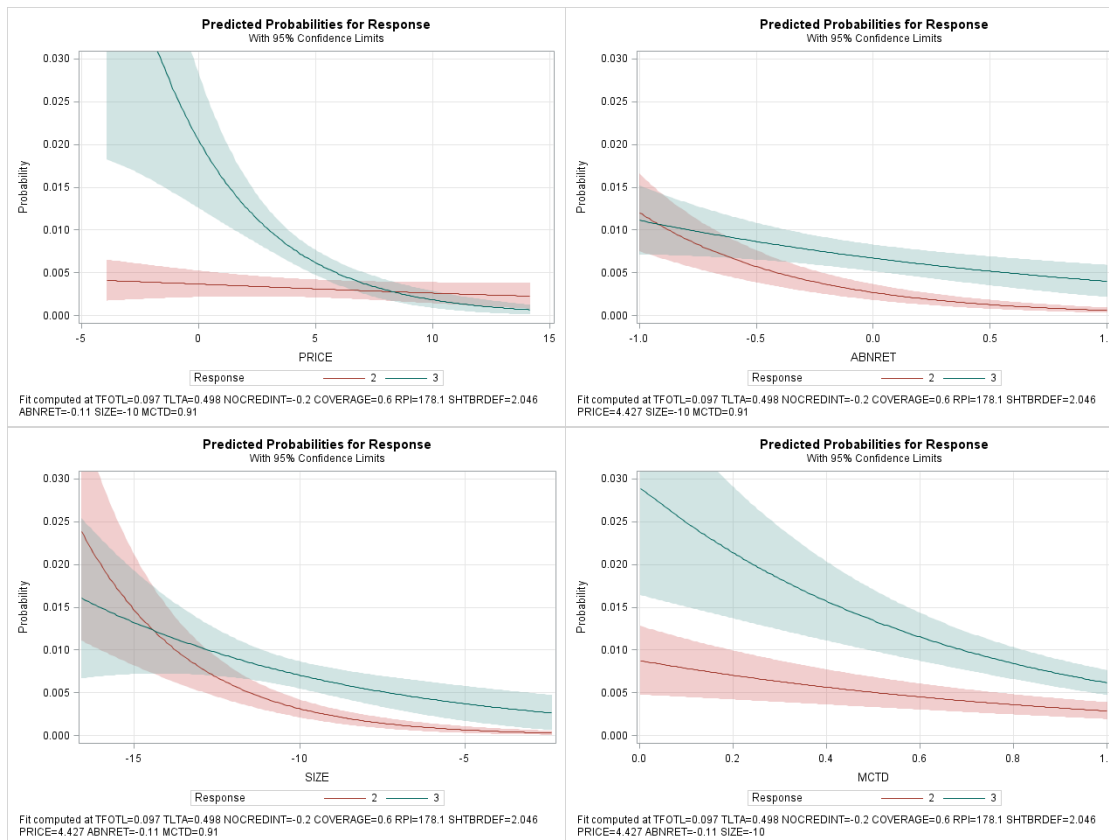 Predicted Probabilities for Response
With 95% Confidence Limits
0.030
0.025
0.020
0.015
0.010
0.005
0.000
Probability
-5 0 5 10 15
PRICE
Response 2 3
Fit computed at TFOTL=0.097 TLTA=0.498 NOCREDINT=-0.2 COVERAGE=0.6 RPI=178.1 SHTBRDEF=2.046
ABNRET=-0.11 SIZE=-10 MCTD=0.91
Predicted Probabilities for Response
With 95% Confidence Limits
0.030
0.025
0.020
0.015
0.010
0.005
0.000
Probability
-1.0 -0.5 0.0 0.5 1.
ABNRET
Response 2 3
Fit computed at TFOTL=0.097 TLTA=0.498 NOCREDINT=-0.2 COVERAGE=0.6 RPI=178.1 SHTBRDEF=2.046
PRICE=4.427 SIZE=-10 MCTD=0.91
Predicted Probabilities for Response
With 95% Confidence Limits
0.030
0.025
0.020
0.015
0.010
0.005
0.000
Probability
-15 -10 -5
SIZE
Response 2 3
Fit computed at TFOTL=0.097 TLTA=0.498 NOCREDINT=-0.2 COVERAGE=0.6 RPI=178.1 SHTBRDEF=2.046
PRICE=4.427 ABNRET=-0.11 MCTD=0.91
Predicted Probabilities for Response
With 95% Confidence Limits
0.030
0.025
0.020
0.015
0.010
0.005
0.000
Probability
0.0 0.2 0.4 0.6 0.8 1.
MCTD
Response 2 3
Fit computed at TFOTL=0.097 TLTA=0.498 NOCREDINT=-0.2 COVERAGE=0.6 RPI=178.1 SHTBRDEF=2.046
PRICE=4.427 ABNRET=-0.11 SIZE=-10